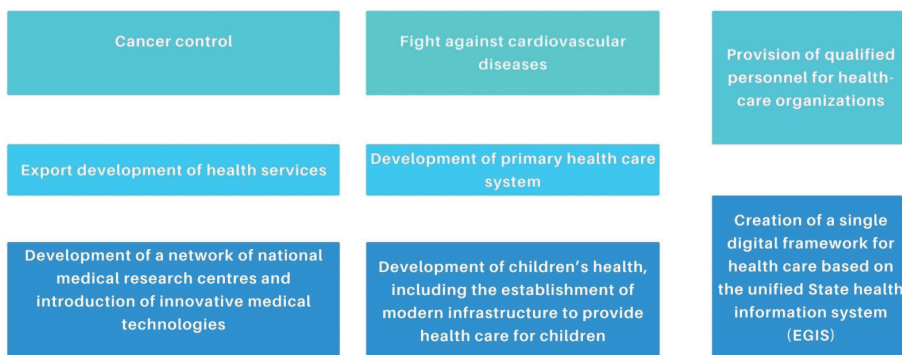 Cancer control
Fight against cardiovascular
diseases
Provision of qualified
personnel for health-
care organizations
Export development of health services
Development of primary health care
system
Development of a network of national
medical research centres and
introduction of innovative medical
technologies
Development of children’s health,
including the establishment of
modern infrastructure to provide
health care for children
Creation of a single
digital framework for
health care based on
the unified State health
information system
(EGIS)